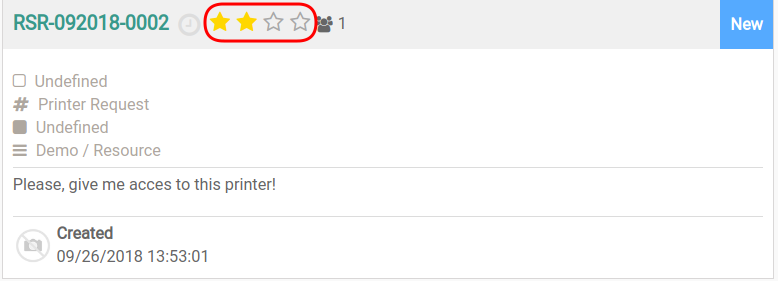 RSR-092018-0002 1 New
Undefined
# Printer Request
Undefined
Demo / Resource
Please, give me acces to this printer!
Created
09/26/2018 13:53:01